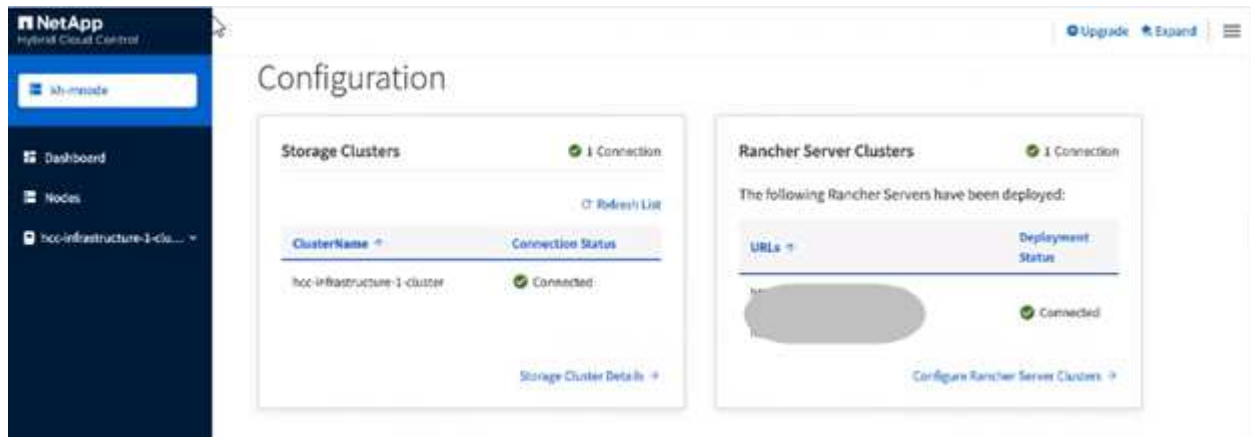 NetApp
Hybrid Cloud Control
Upgrade
Expand
kh-mnode
Configuration
Dashboard
Nodes
hcc-infrastructure-1-clu...
Storage Clusters
1 Connection
Refresh List
ClusterName
Connection Status
hcc-infrastructure-1-cluster
Connected
Storage Cluster Details
Rancher Server Clusters
1 Connection
The following Rancher Servers have been deployed:
URLs
Deployment
Status
Connected
Configure Rancher Server Clusters